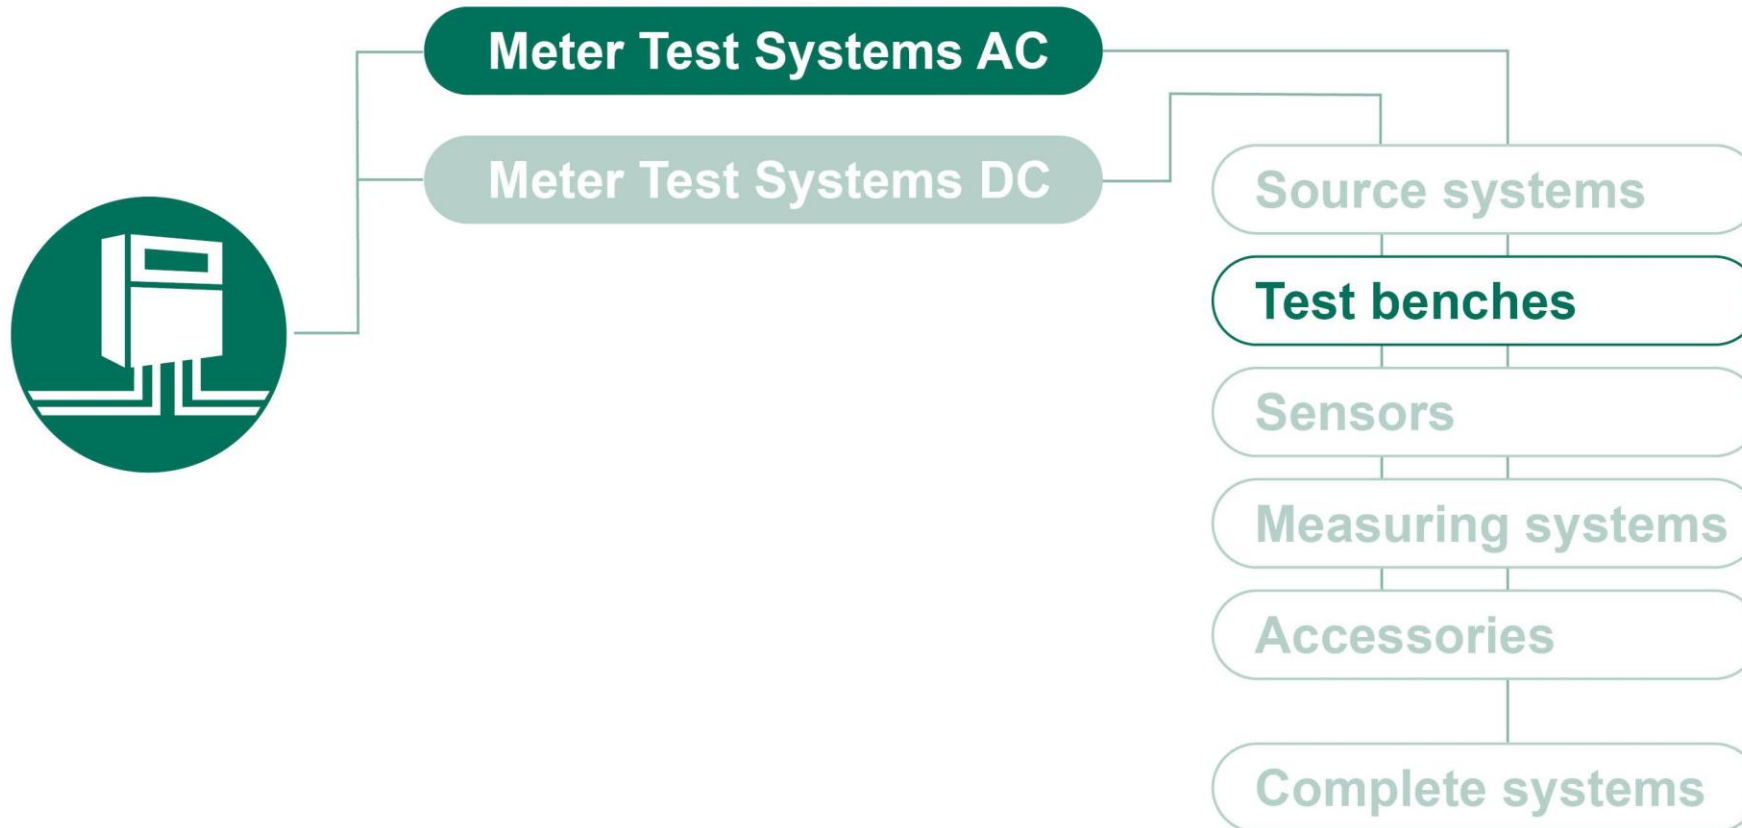 Meter Test Systems AC
Meter Test Systems DC
Source systems
Test benches
Sensors
Measuring systems
Accessories
Complete systems